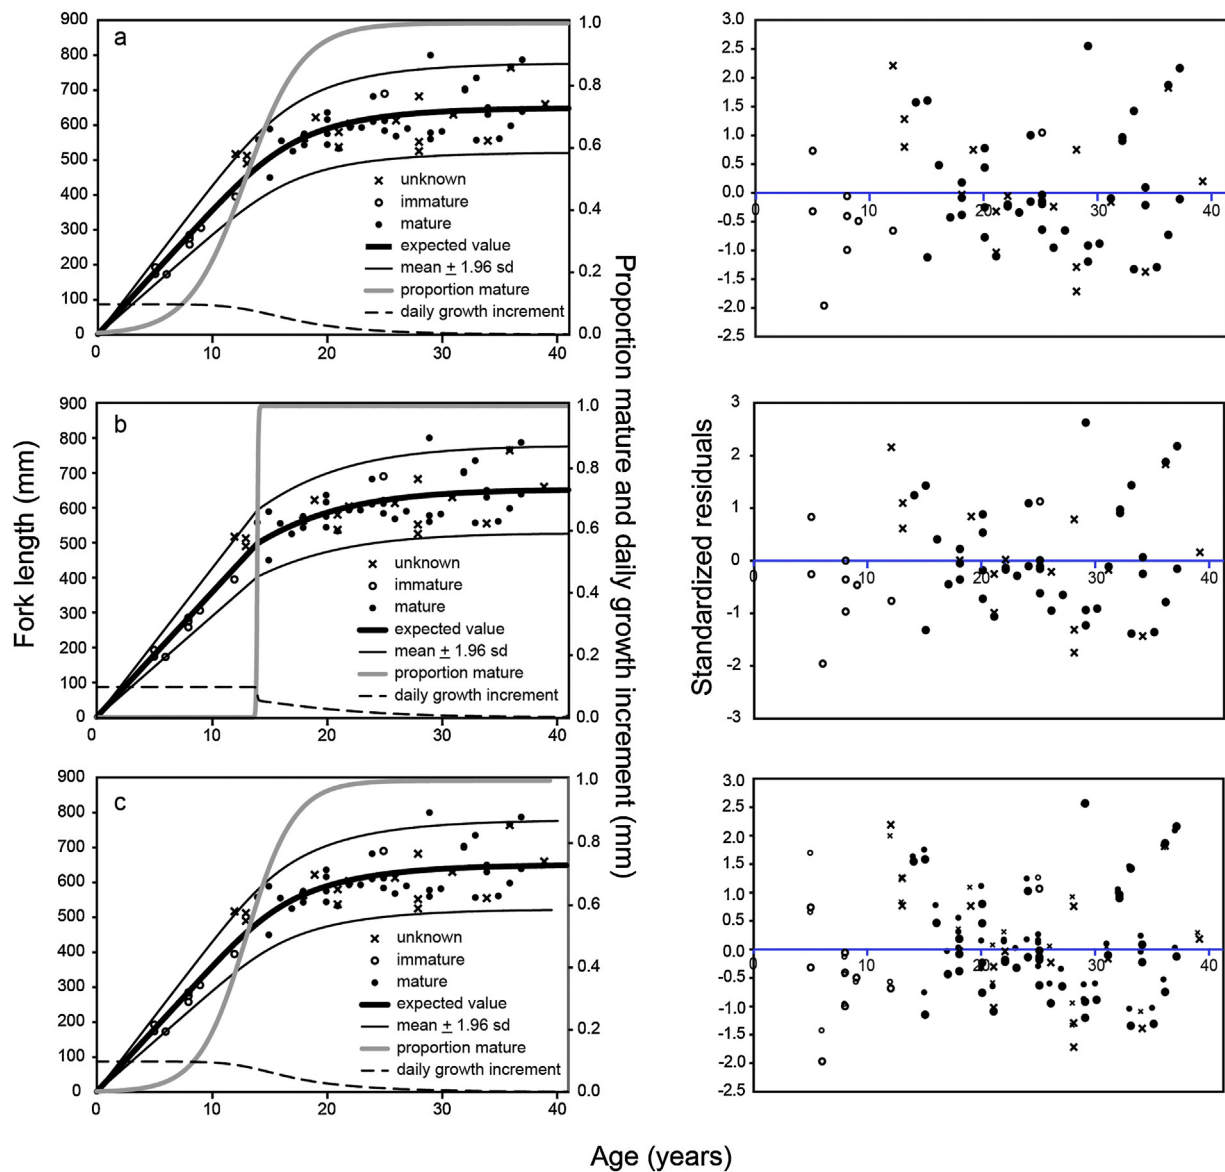 a
900
800
700
600
500
400
300
200
100
0
1.0
0.8
0.6
0.4
0.2
0.0
unknown
immature
mature
expected value
mean ± 1.96 sd
proportion mature
daily growth increment
0 10 20 30 40
3.0
2.5
2.0
1.5
1.0
0.5
0.0
-0.5
-1.0
-1.5
-2.0
-2.5
0 10 20 30 40
b
900
800
700
600
500
400
300
200
100
0
1.0
0.8
0.6
0.4
0.2
0.0
unknown
immature
mature
expected value
mean ± 1.96 sd
proportion mature
daily growth increment
0 10 20 30 40
3
2
1
0
-1
-2
-3
0 10 20 30 40
c
900
800
700
600
500
400
300
200
100
0
1.0
0.8
0.6
0.4
0.2
0.0
unknown
immature
mature
expected value
mean ± 1.96 sd
proportion mature
daily growth increment
0 10 20 30 40
3.0
2.5
2.0
1.5
1.0
0.5
0.0
-0.5
-1.0
-1.5
-2.0
-2.5
0 10 20 30 40
Fork length (mm)
Proportion mature and daily growth increment (mm)
Standardized residuals
Age (years)